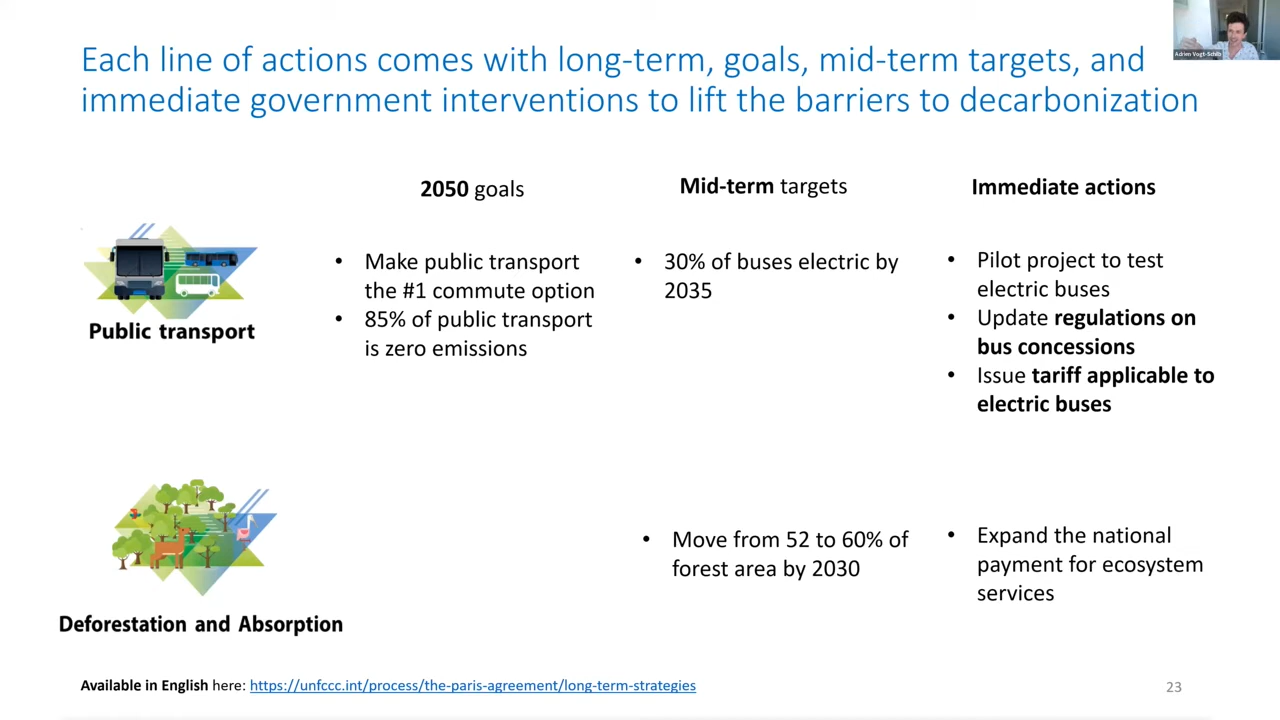 Adrien Vogt-Schilb
Each line of actions comes with long-term, goals, mid-term targets, and
immediate government interventions to lift the barriers to decarbonization
2050 goals
Mid-term targets
Immediate actions
Public transport
• Make public transport
the #1 commute option
• 85% of public transport
is zero emissions
• 30% of buses electric by
2035
• Pilot project to test
electric buses
• Update regulations on
bus concessions
• Issue tariff applicable to
electric buses
Deforestation and Absorption
• Move from 52 to 60% of
forest area by 2030
• Expand the national
payment for ecosystem
services
Available in English here: https://unfccc.int/process/the-paris-agreement/long-term-strategies
23